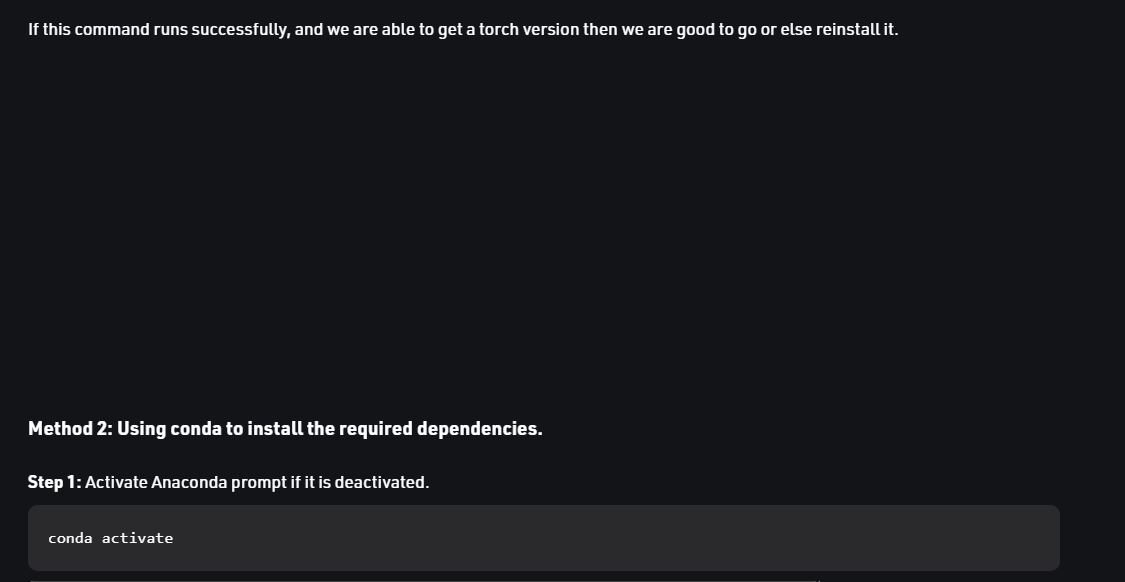 If this command runs successfully, and we are able to get a torch version then we are good to go or else reinstall it.
Method 2: Using conda to install the required dependencies.
Step 1: Activate Anaconda prompt if it is deactivated.
conda activate